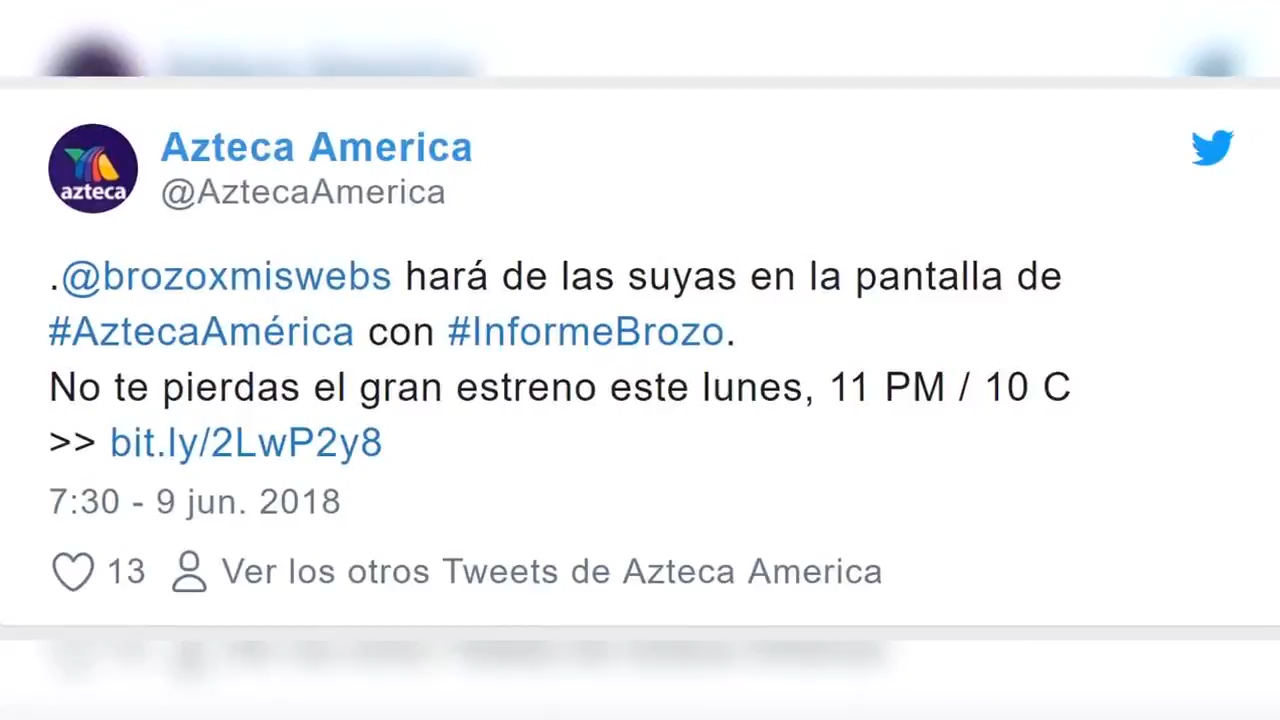 Azteca America
@AztecaAmerica
azteca
.@brozoxmiswebs hará de las suyas en la pantalla de
#AztecaAmérica con #InformeBrozo.
No te pierdas el gran estreno este lunes, 11 PM / 10 C
>> bit.ly/2LwP2y8
7:30 - 9 jun. 2018
13 Ver los otros Tweets de Azteca America